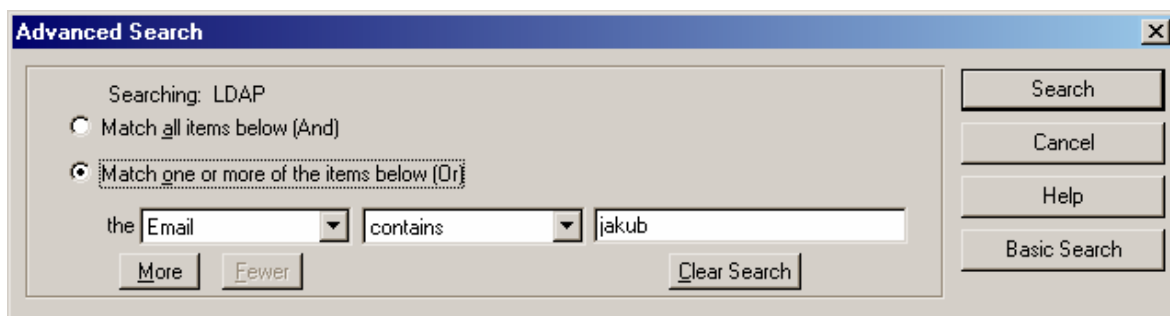 Advanced Search
Searching: LDAP
Match all items below (And)
Match one or more of the items below (Or)
the Email contains jakub
More Fewer Clear Search
Search
Cancel
Help
Basic Search